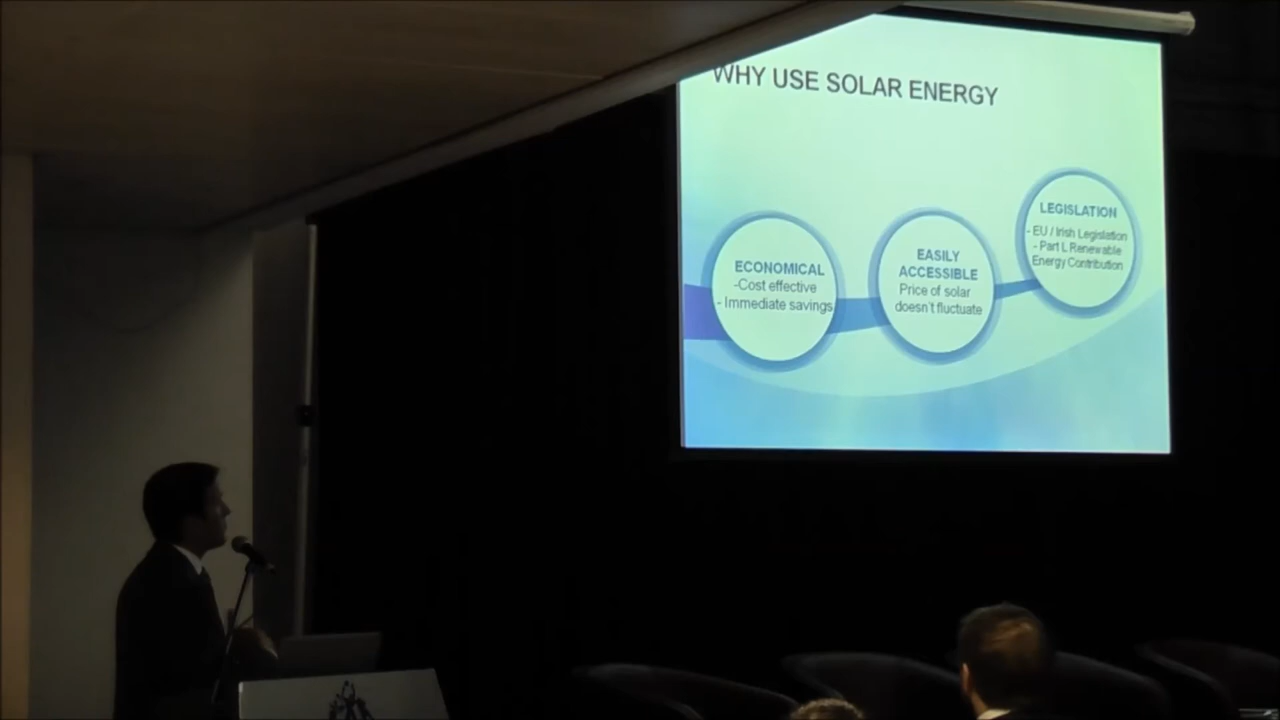 WHY USE SOLAR ENERGY
ECONOMICAL
-Cost effective
- Immediate savings
EASILY
ACCESSIBLE
Price of solar
doesn't fluctuate
LEGISLATION
- EU / Irish Legislation
- Part L Renewable
Energy Contribution